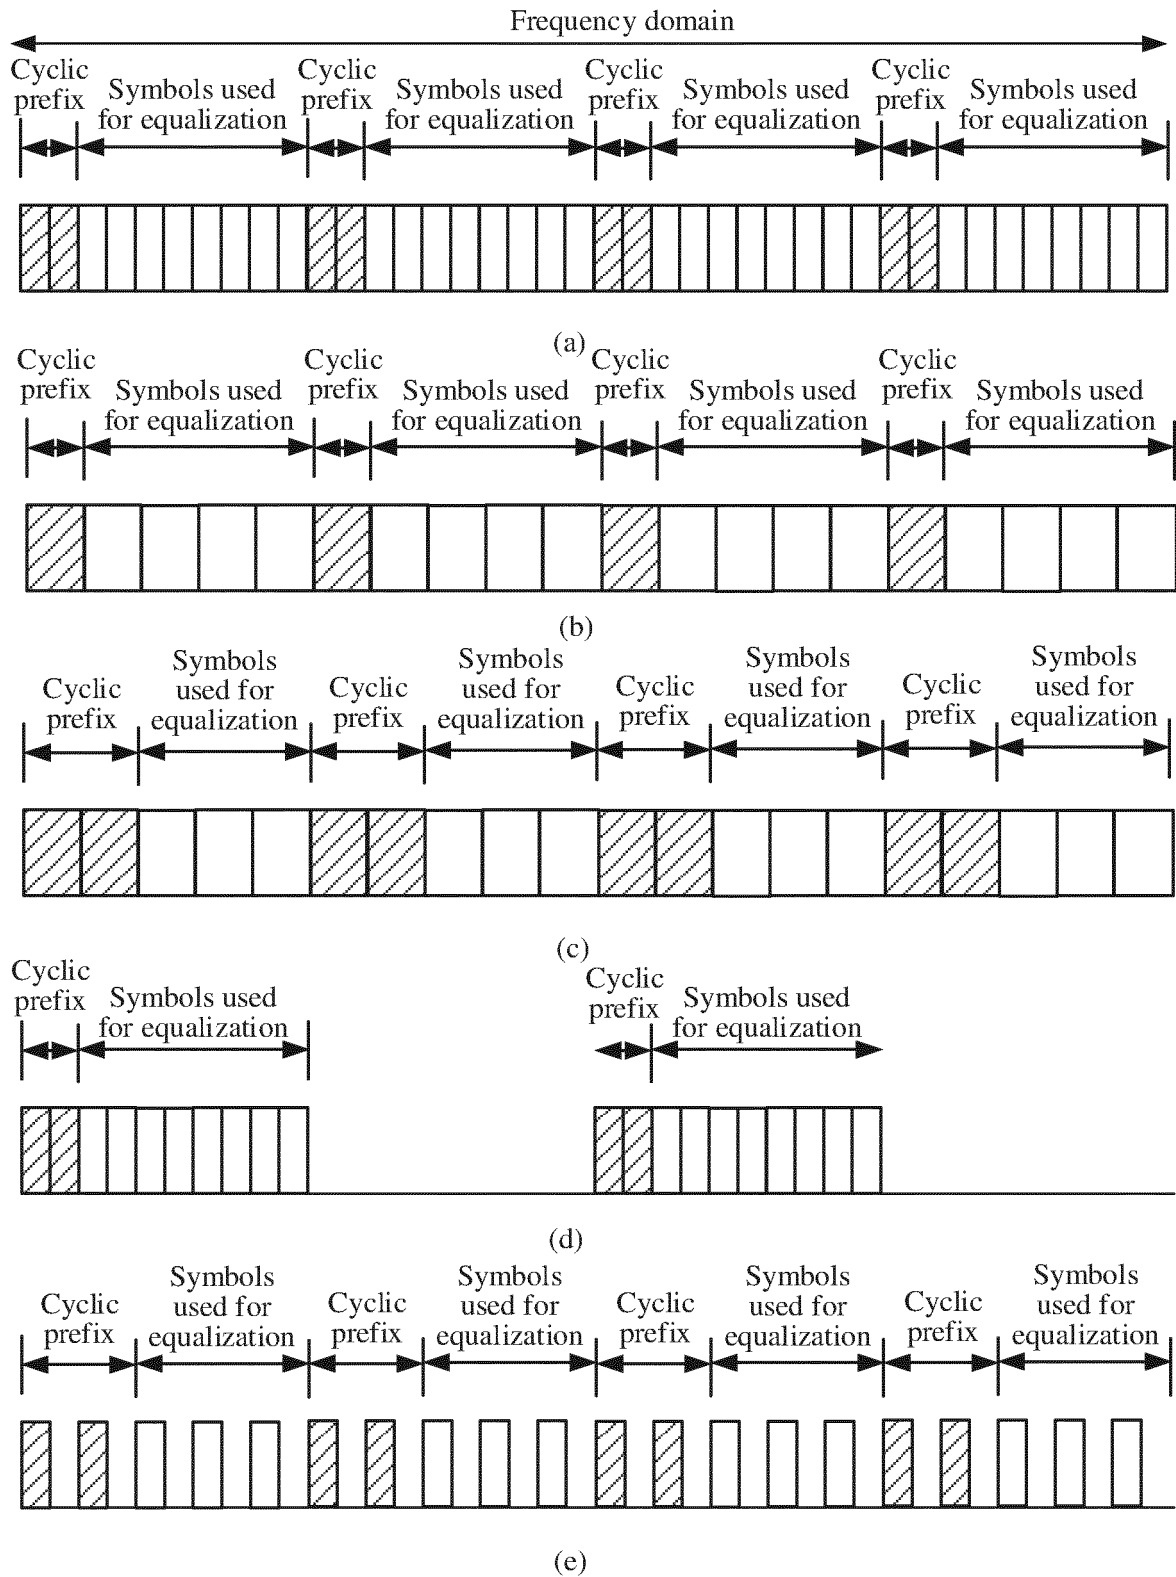 Frequency domain
Cyclic prefix
Symbols used for equalization
Cyclic prefix
Symbols used for equalization
Cyclic prefix
Symbols used for equalization
Cyclic prefix
Symbols used for equalization
(a)
Cyclic prefix
Symbols used for equalization
Cyclic prefix
Symbols used for equalization
Cyclic prefix
Symbols used for equalization
Cyclic prefix
Symbols used for equalization
(b)
Cyclic prefix
Symbols used for equalization
Cyclic prefix
Symbols used for equalization
Cyclic prefix
Symbols used for equalization
Cyclic prefix
Symbols used for equalization
(c)
Cyclic prefix
Symbols used for equalization
Cyclic prefix
Symbols used for equalization
(d)
Cyclic prefix
Symbols used for equalization
Cyclic prefix
Symbols used for equalization
Cyclic prefix
Symbols used for equalization
Cyclic prefix
Symbols used for equalization
(e)